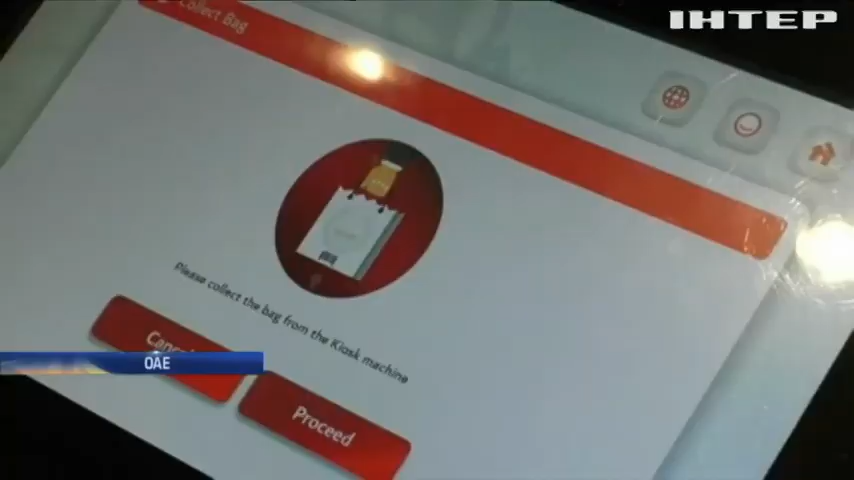 Collect Bag
ІНТЕР
Please collect the bag from the Kiosk machine
ОАЕ
Proceed